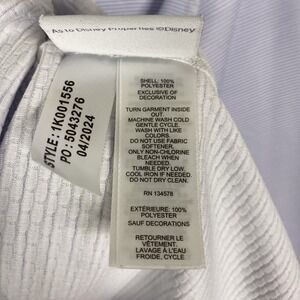 As to Disney Properties ©Disney
STYLE: 1K001556
PO: 5043276
04/2024
SHELL: 100%
POLYESTER
EXCLUSIVE OF
DECORATION
TURN GARMENT INSIDE
OUT.
MACHINE WASH COLD
GENTLE CYCLE.
WASH WITH LIKE
COLORS.
DO NOT USE FABRIC
SOFTENER.
ONLY NON-CHLORINE
BLEACH WHEN
NEEDED.
TUMBLE DRY LOW.
COOL IRON IF NEEDED.
DO NOT DRY CLEAN.
RN 134578
EXTÉRIEURE: 100%
POLYESTER
SAUF DECORATIONS
RETOURNER LE
VÊTEMENT.
LAVAGE À L'EAU
FROIDE, CYCLE